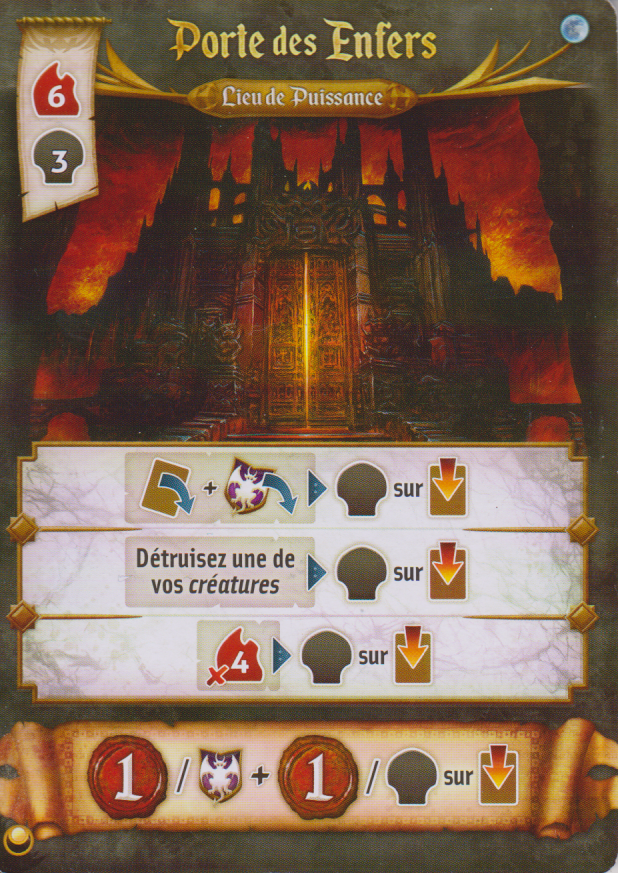 Porte des Enfers
Lieu de Puissance
6
3
+ sur
Détruisez une de
vos créatures
sur
4 sur
1 / + 1 / sur